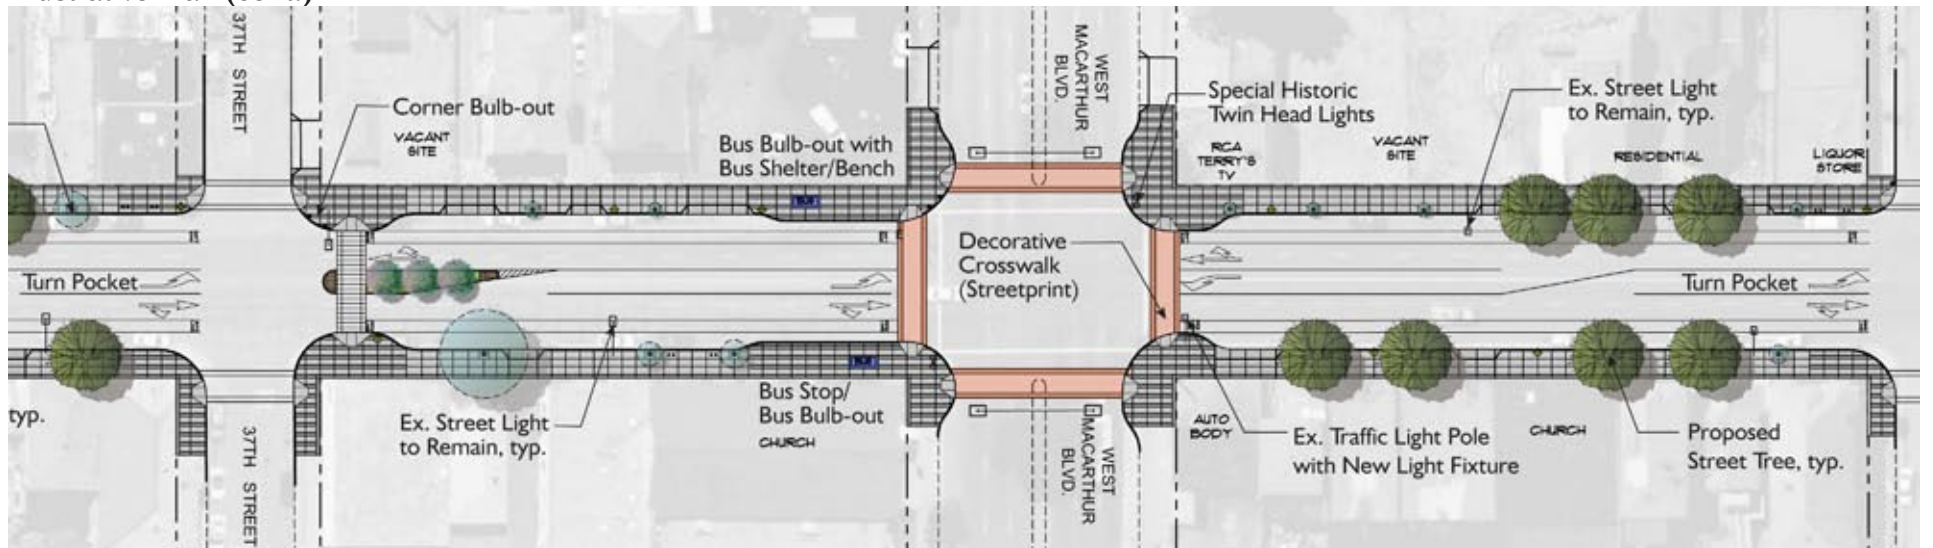 37TH STREET
Corner Bulb-out
VACANT
SITE
Bus Bulb-out with
Bus Shelter/Bench
BUS
WEST
MACARTHUR
BLVD.
Special Historic
Twin Head Lights
RCA
TERRY'S
TV
VACANT
SITE
Ex. Street Light
to Remain, typ.
RESIDENTIAL
LIQUOR
STORE
Turn Pocket
Decorative
Crosswalk
(Streetprint)
Turn Pocket
typ.
37TH STREET
Ex. Street Light
to Remain, typ.
BUS
Bus Stop/
Bus Bulb-out
CHURCH
WEST
MACARTHUR
BLVD.
AUTO
BODY
Ex. Traffic Light Pole
with New Light Fixture
CHURCH
Proposed
Street Tree, typ.